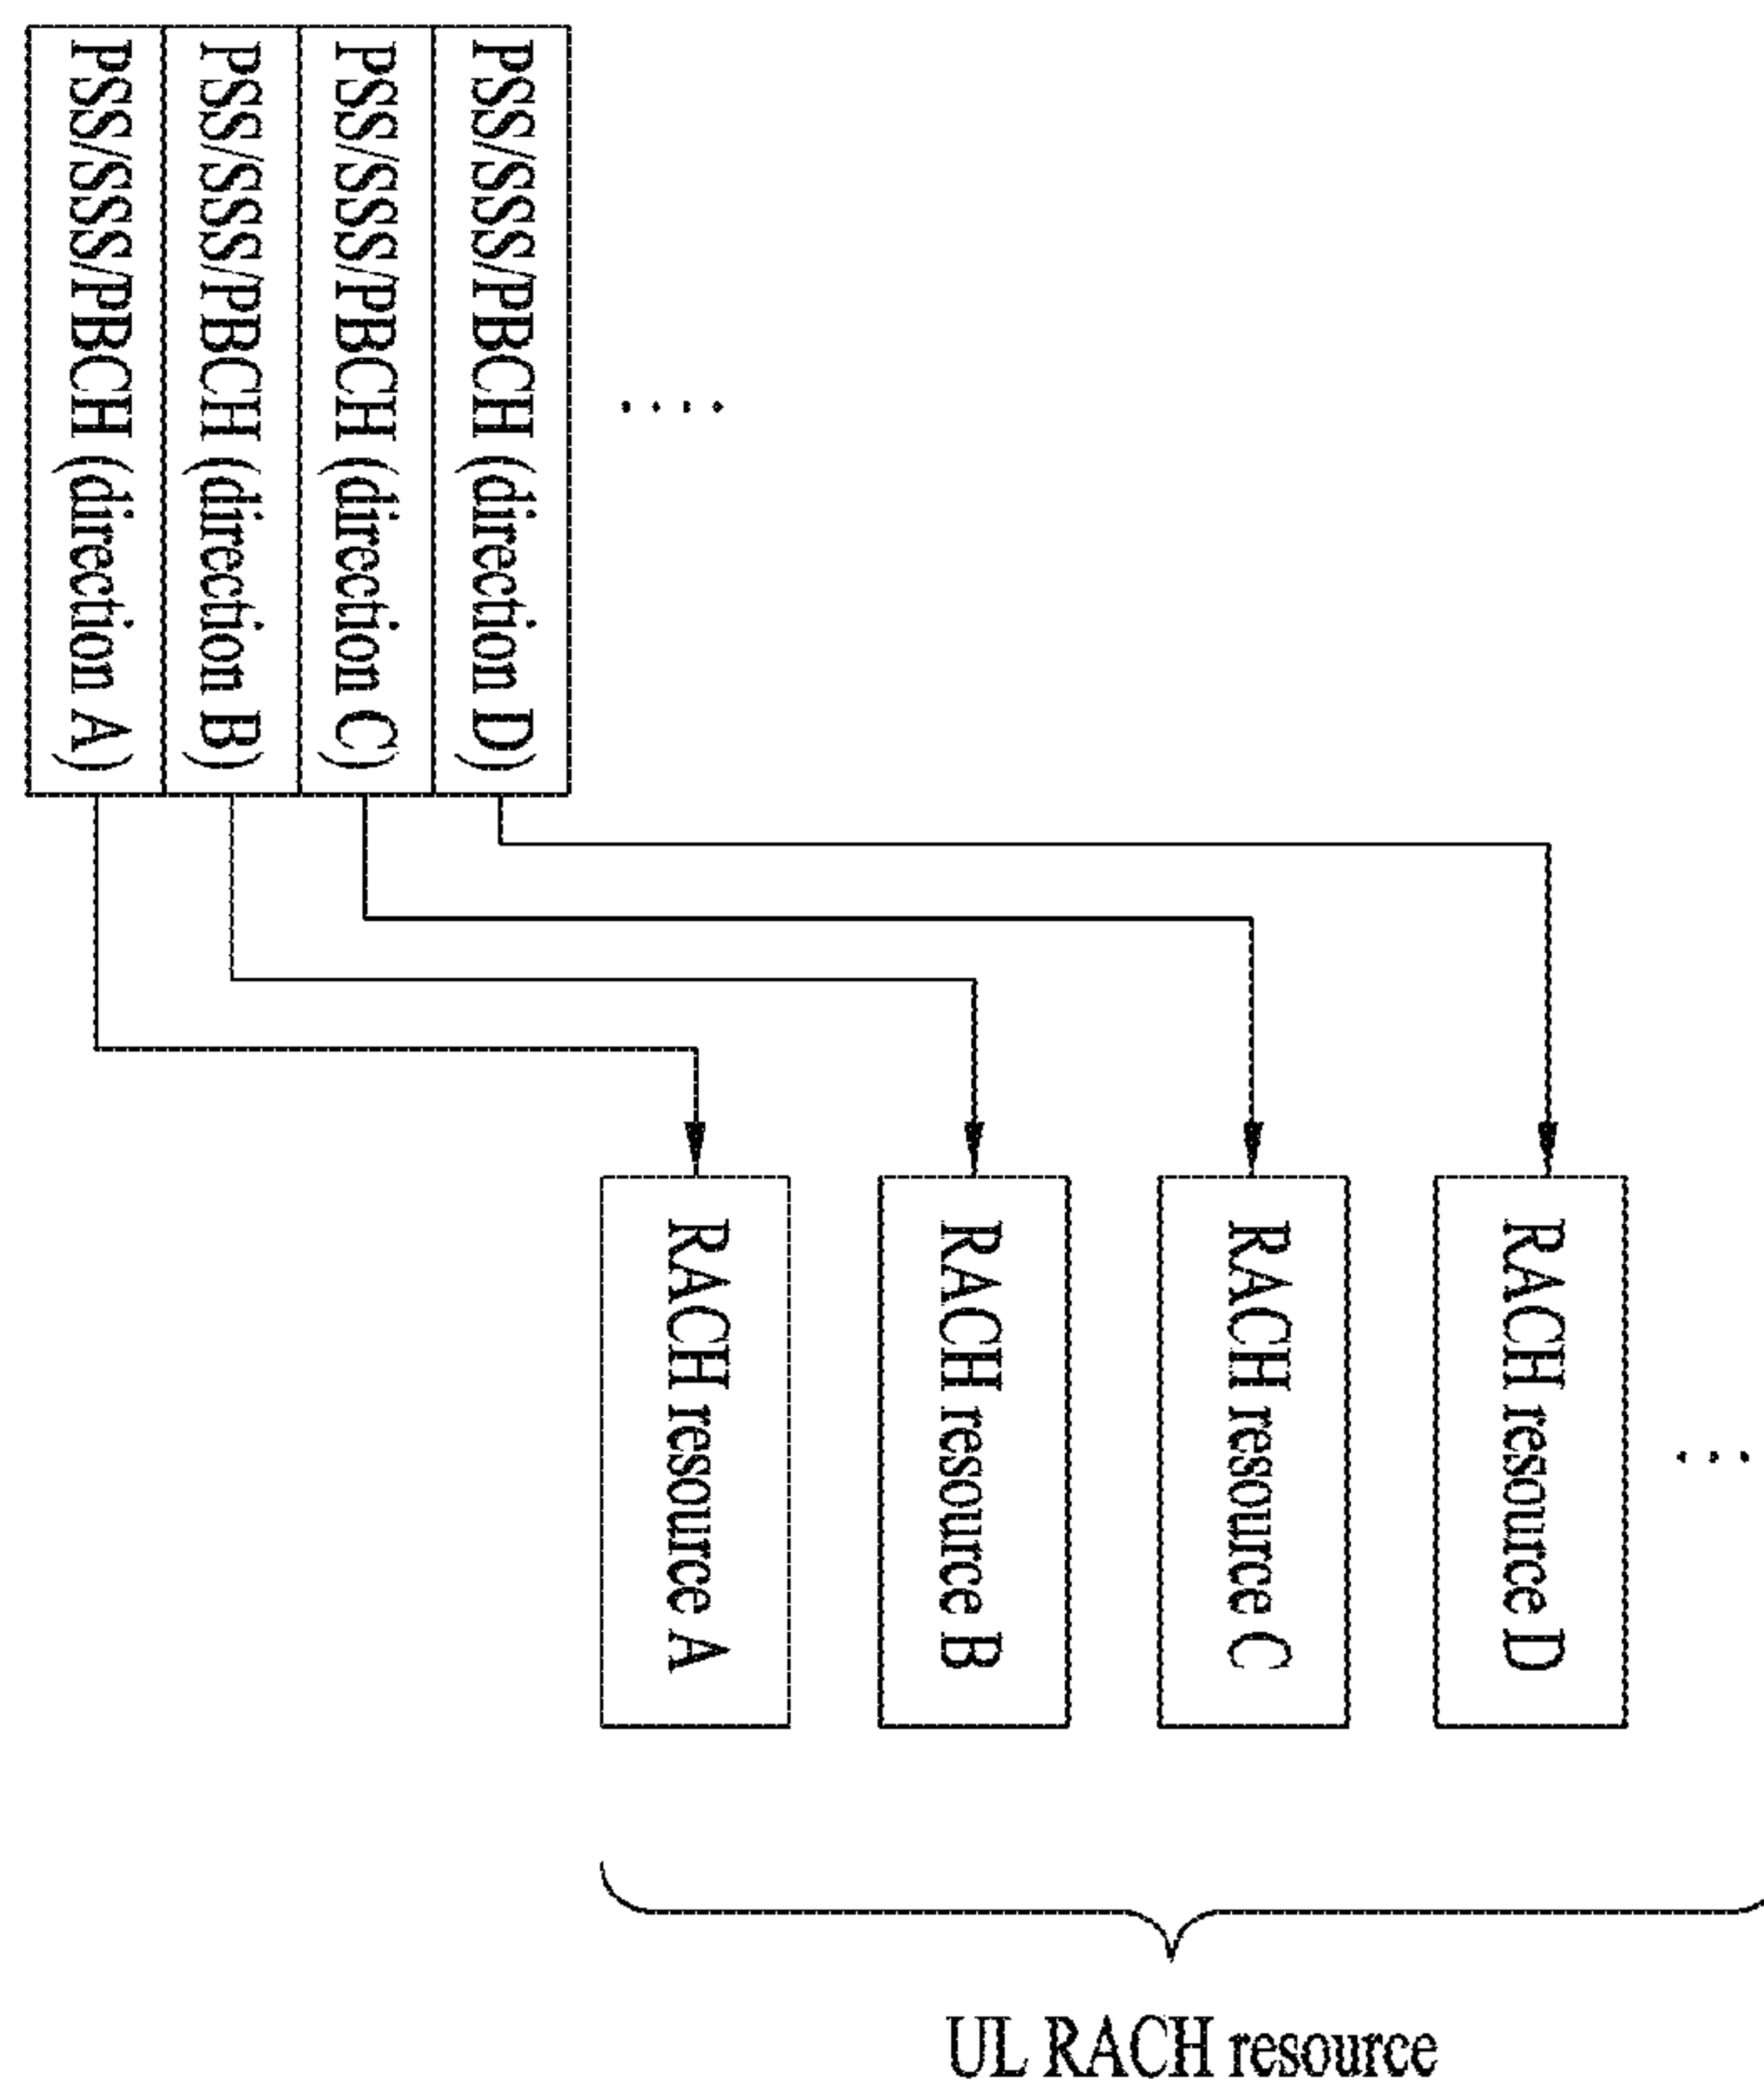 PSS/SSS/PBCH (direction A)
PSS/SSS/PBCH (direction B)
PSS/SSS/PBCH (direction C)
PSS/SSS/PBCH (direction D)
....
RACH resource A
RACH resource B
RACH resource C
RACH resource D
...
UL RACH resource